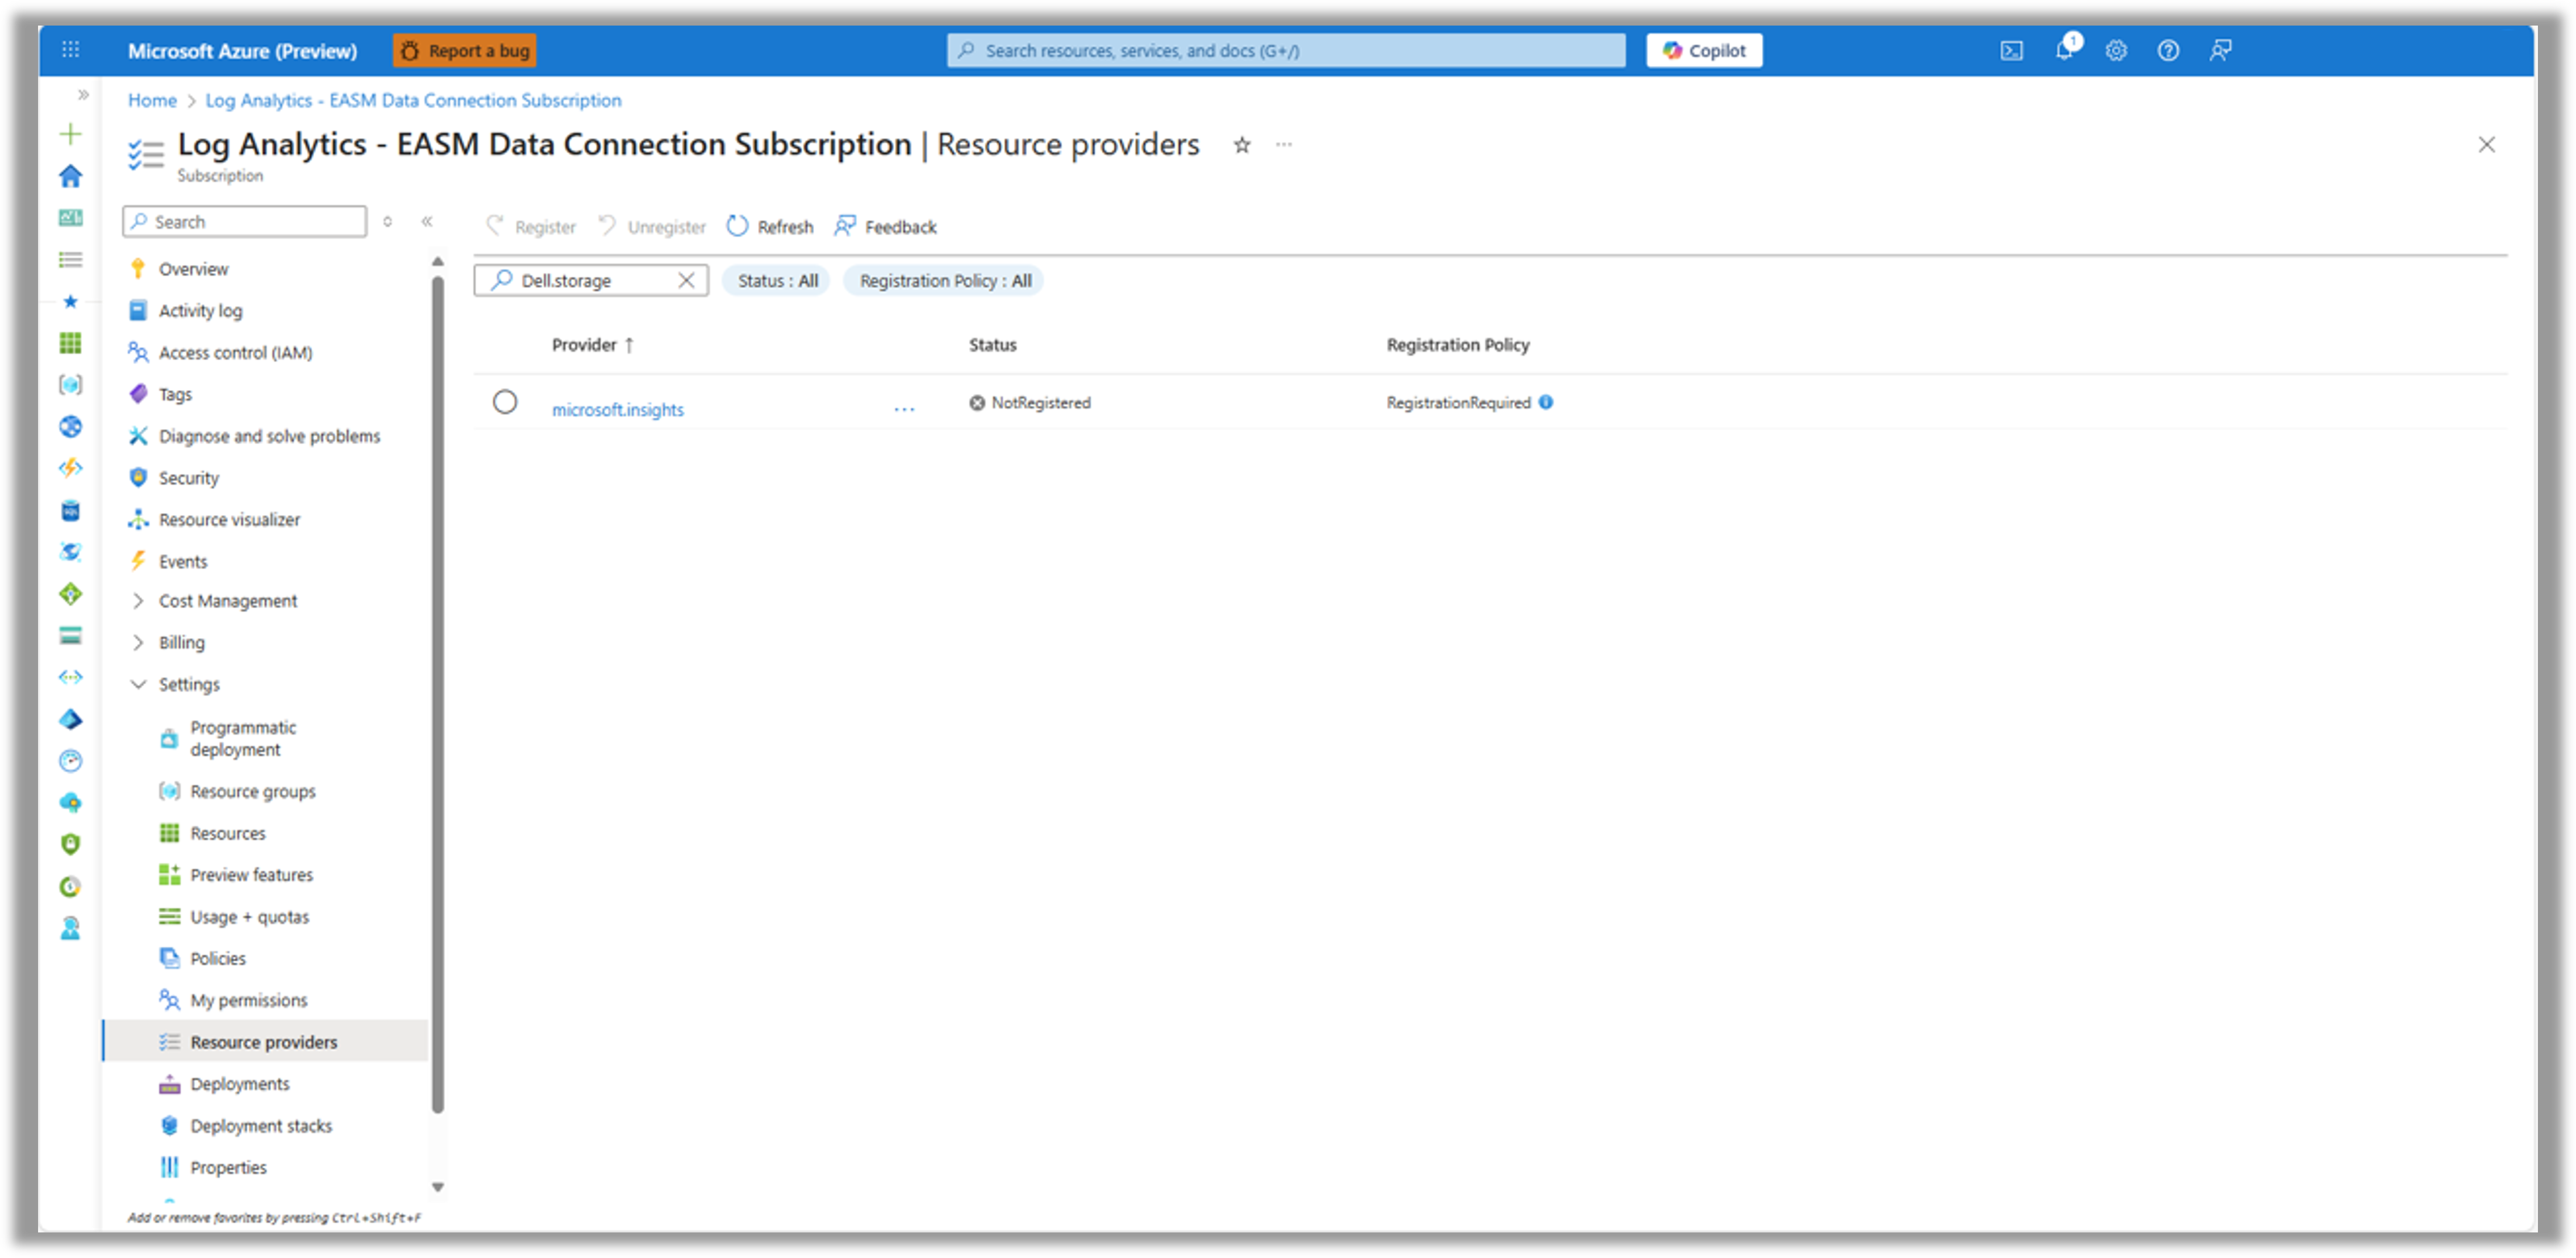 Microsoft Azure (Preview)
Report a bug
Search resources, services, and docs (G+/)
Copilot
1
Home > Log Analytics - EASM Data Connection Subscription
Log Analytics - EASM Data Connection Subscription | Resource providers
Subscription
Search
Register
Unregister
Refresh
Feedback
Overview
Activity log
Access control (IAM)
Tags
Diagnose and solve problems
Security
Resource visualizer
Events
Cost Management
Billing
Settings
Programmatic
deployment
Resource groups
Resources
Preview features
Usage + quotas
Policies
My permissions
Resource providers
Deployments
Deployment stacks
Properties
Add or remove favorites by pressing Ctrl+Shift+F
Dell.storage
Status : All
Registration Policy : All
Provider ↑
Status
Registration Policy
microsoft.insights
...
NotRegistered
RegistrationRequired